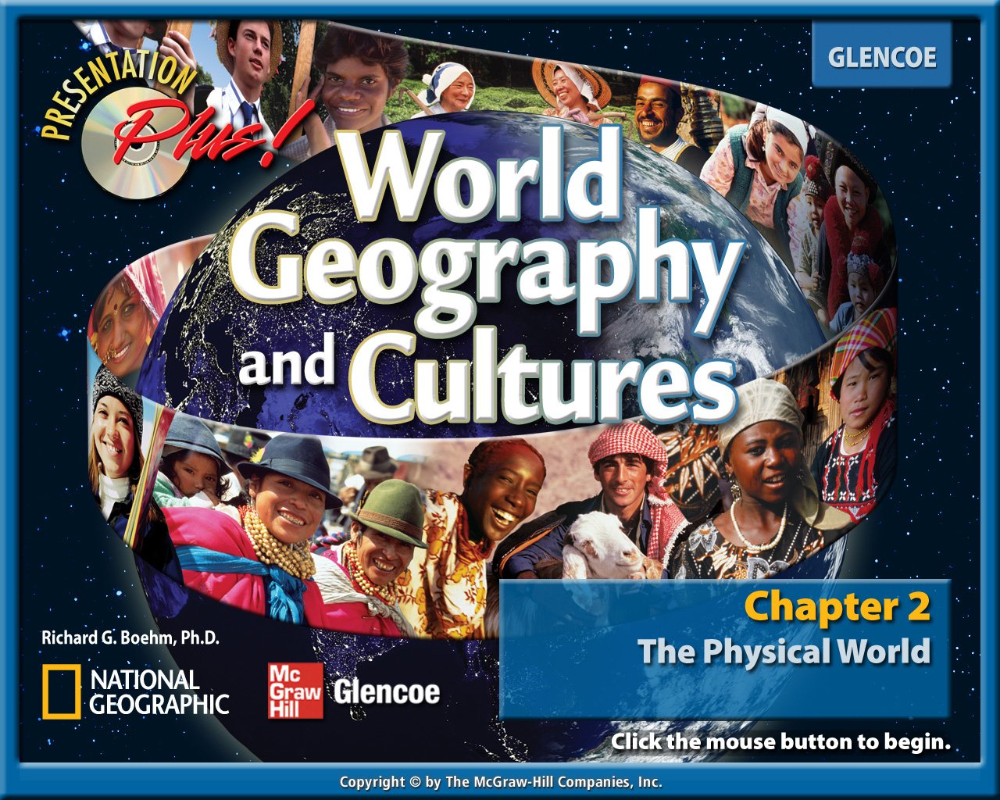 GLENCOE
PRESENTATION
Plus!
World
Geography
and Cultures
Chapter 2
The Physical World
Richard G. Boehm, Ph.D.
NATIONAL
GEOGRAPHIC
Mc
Graw
Hill
Glencoe
Click the mouse button to begin.
Copyright © by The McGraw-Hill Companies, Inc.